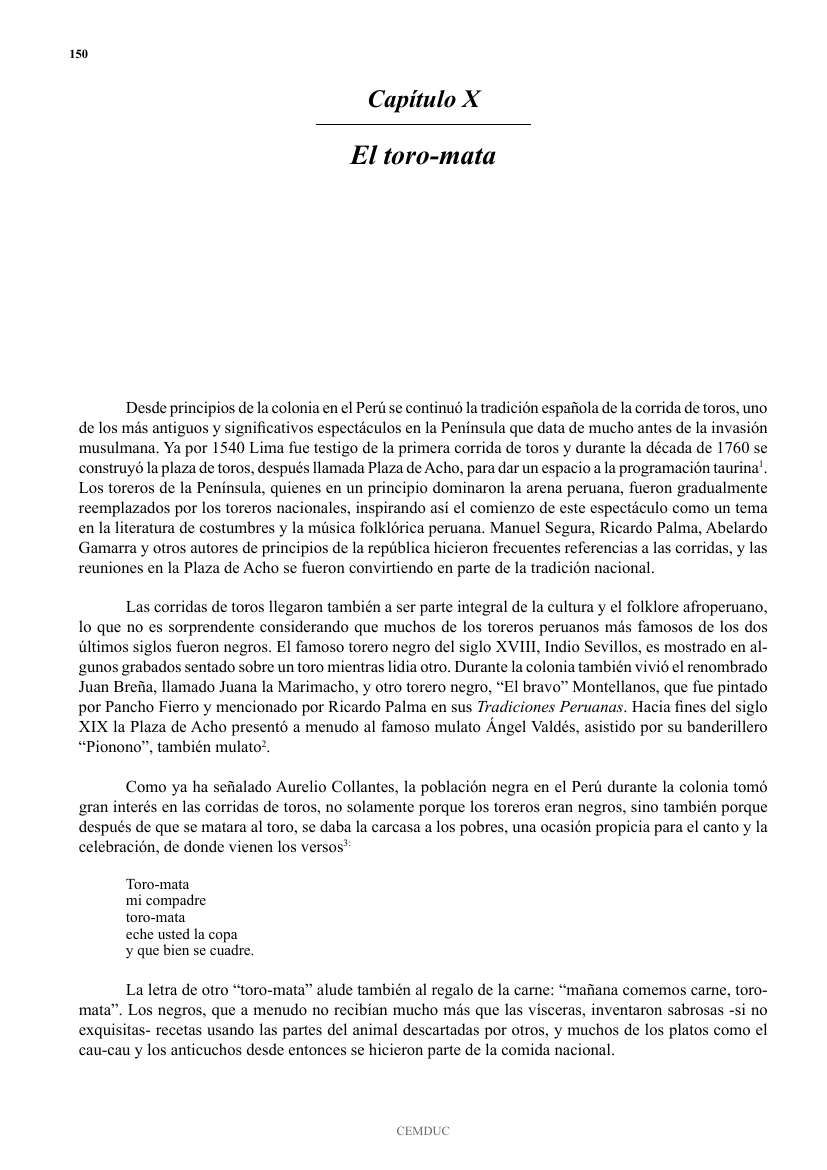 150
Capítulo X
El toro-mata
Desde principios de la colonia en el Perú se continuó la tradición española de la corrida de toros, uno
de los más antiguos y significativos espectáculos en la Península que data de mucho antes de la invasión
musulmana. Ya por 1540 Lima fue testigo de la primera corrida de toros y durante la década de 1760 se
construyó la plaza de toros, después llamada Plaza de Acho, para dar un espacio a la programación taurina1.
Los toreros de la Península, quienes en un principio dominaron la arena peruana, fueron gradualmente
reemplazados por los toreros nacionales, inspirando así el comienzo de este espectáculo como un tema
en la literatura de costumbres y la música folklórica peruana. Manuel Segura, Ricardo Palma, Abelardo
Gamarra y otros autores de principios de la república hicieron frecuentes referencias a las corridas, y las
reuniones en la Plaza de Acho se fueron convirtiendo en parte de la tradición nacional.
Las corridas de toros llegaron también a ser parte integral de la cultura y el folklore afroperuano,
lo que no es sorprendente considerando que muchos de los toreros peruanos más famosos de los dos
últimos siglos fueron negros. El famoso torero negro del siglo XVIII, Indio Sevillos, es mostrado en al-
gunos grabados sentado sobre un toro mientras lidia otro. Durante la colonia también vivió el renombrado
Juan Breña, llamado Juana la Marimacho, y otro torero negro, “El bravo” Montellanos, que fue pintado
por Pancho Fierro y mencionado por Ricardo Palma en sus Tradiciones Peruanas. Hacia fines del siglo
XIX la Plaza de Acho presentó a menudo al famoso mulato Ángel Valdés, asistido por su banderillero
“Pionono”, también mulato2.
Como ya ha señalado Aurelio Collantes, la población negra en el Perú durante la colonia tomó
gran interés en las corridas de toros, no solamente porque los toreros eran negros, sino también porque
después de que se matara al toro, se daba la carcasa a los pobres, una ocasión propicia para el canto y la
celebración, de donde vienen los versos3:
Toro-mata
mi compadre
toro-mata
eche usted la copa
y que bien se cuadre.
La letra de otro “toro-mata” alude también al regalo de la carne: “mañana comemos carne, toro-
mata”. Los negros, que a menudo no recibían mucho más que las vísceras, inventaron sabrosas -si no
exquisitas- recetas usando las partes del animal descartadas por otros, y muchos de los platos como el
cau-cau y los anticuchos desde entonces se hicieron parte de la comida nacional.
CEMDUC